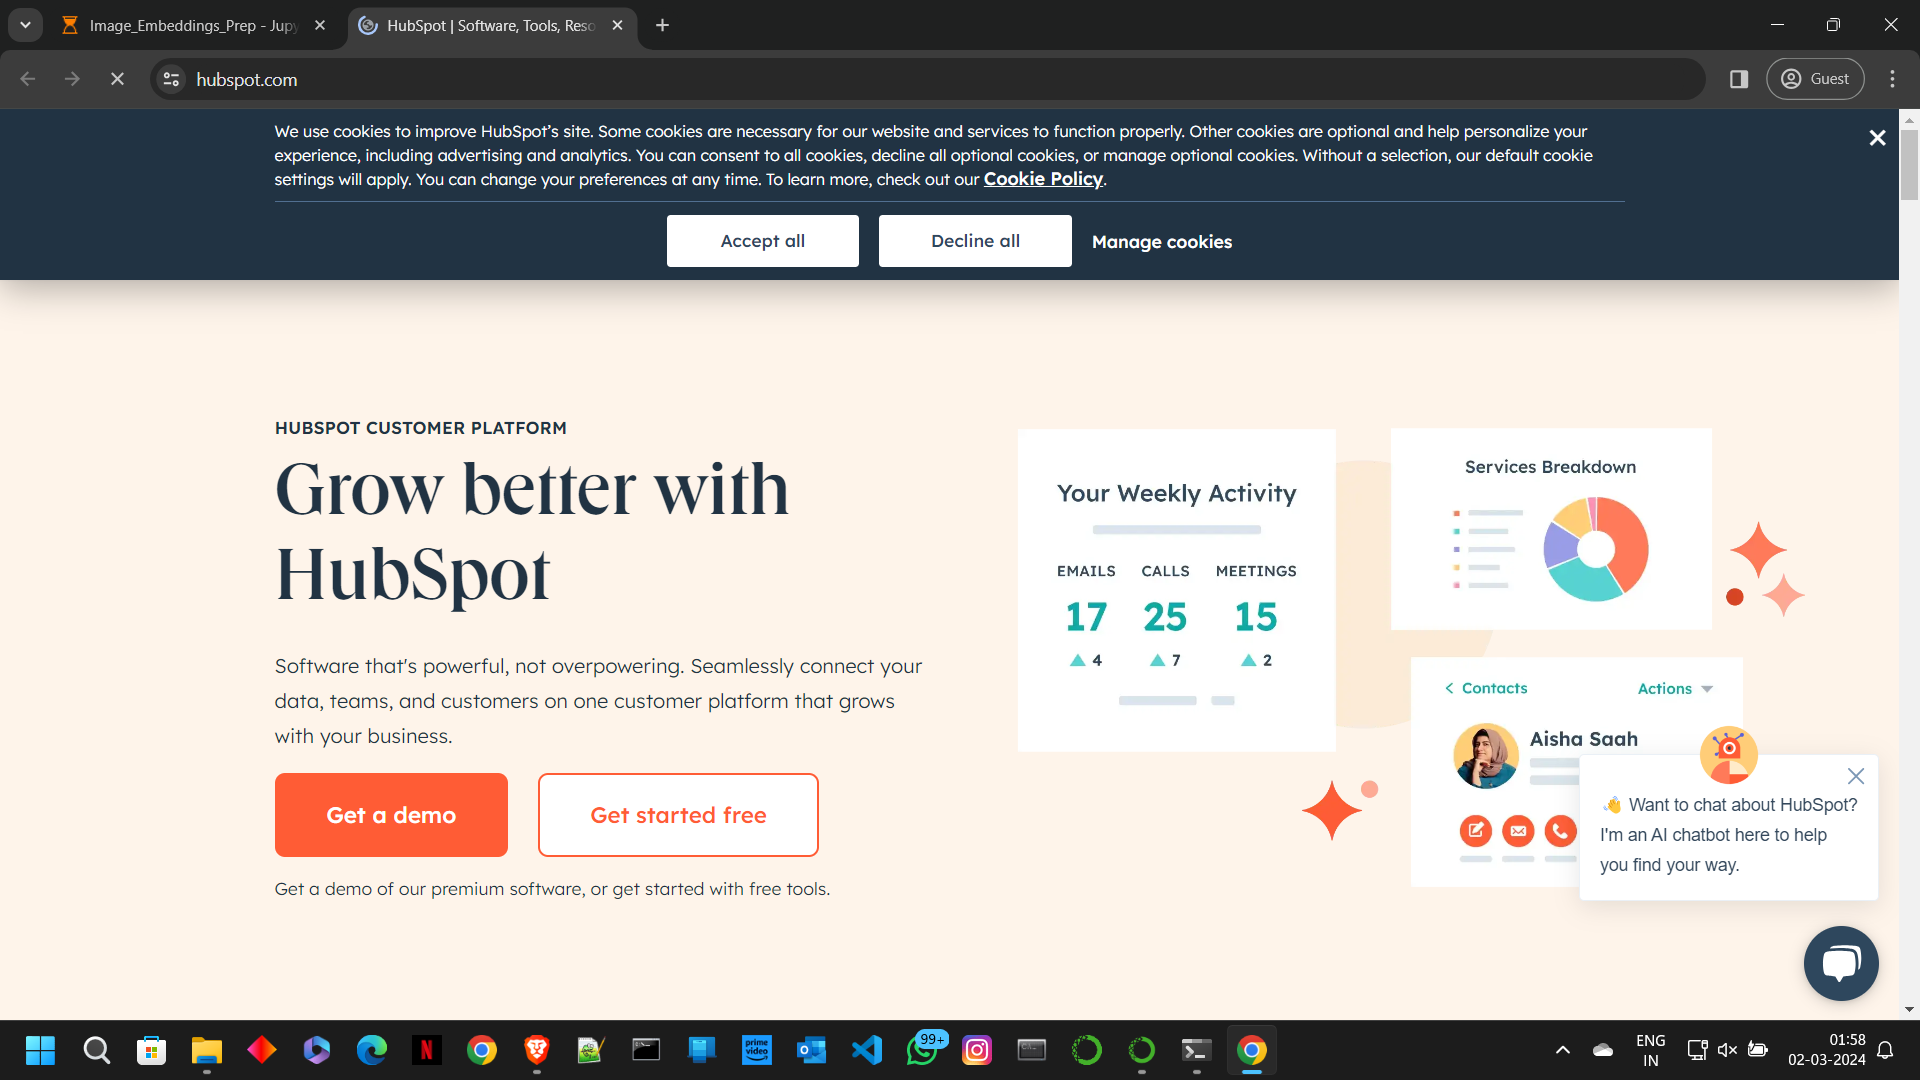 Image_Embeddings_Prep - Jup
HubSpot | Software, Tools, Reso
hubspot.com
Guest
We use cookies to improve HubSpot’s site. Some cookies are necessary for our website and services to function properly. Other cookies are optional and help personalize your
experience, including advertising and analytics. You can consent to all cookies, decline all optional cookies, or manage optional cookies. Without a selection, our default cookie
settings will apply. You can change your preferences at any time. To learn more, check out our Cookie Policy.
Accept all
Decline all
Manage cookies
HUBSPOT CUSTOMER PLATFORM
Grow better with
HubSpot
Software that's powerful, not overpowering. Seamlessly connect your
data, teams, and customers on one customer platform that grows
with your business.
Get a demo
Get started free
Get a demo of our premium software, or get started with free tools.
Your Weekly Activity
EMAILS CALLS MEETINGS
17 25 15
4 7 2
Services Breakdown
Contacts
Actions
Aisha Saah
👋 Want to chat about HubSpot?
I'm an AI chatbot here to help
you find your way.
prime video
99+
ENG
IN
01:58
02-03-2024